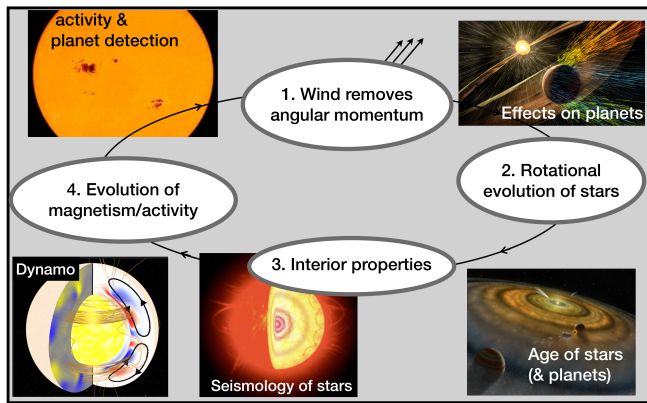 activity &
planet detection
1. Wind removes
angular momentum
Effects on planets
2. Rotational
evolution of stars
4. Evolution of
magnetism/activity
3. Interior properties
Dynamo
Seismology of stars
Age of stars
(& planets)